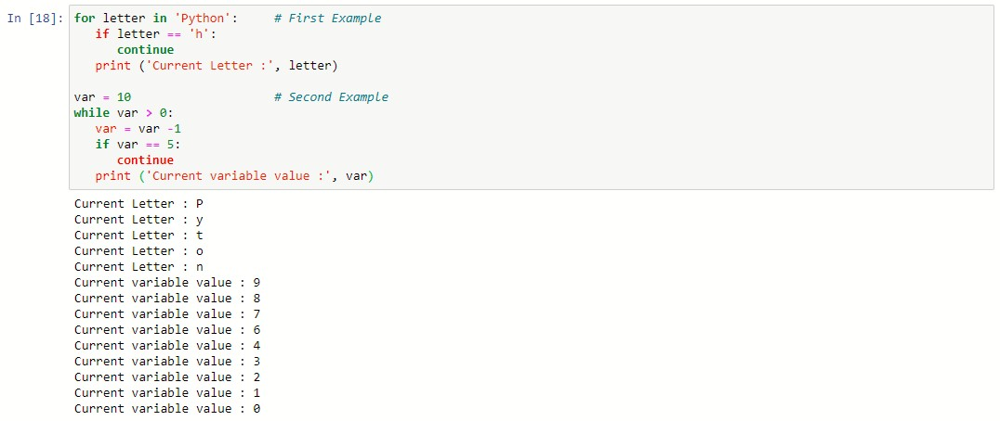 In [18]: for letter in 'Python':     # First Example
   if letter == 'h':
      continue
   print ('Current Letter :', letter)
var = 10                    # Second Example
while var > 0:
   var = var -1
   if var == 5:
      continue
   print ('Current variable value :', var)
Current Letter : P
Current Letter : y
Current Letter : t
Current Letter : o
Current Letter : n
Current variable value : 9
Current variable value : 8
Current variable value : 7
Current variable value : 6
Current variable value : 4
Current variable value : 3
Current variable value : 2
Current variable value : 1
Current variable value : 0